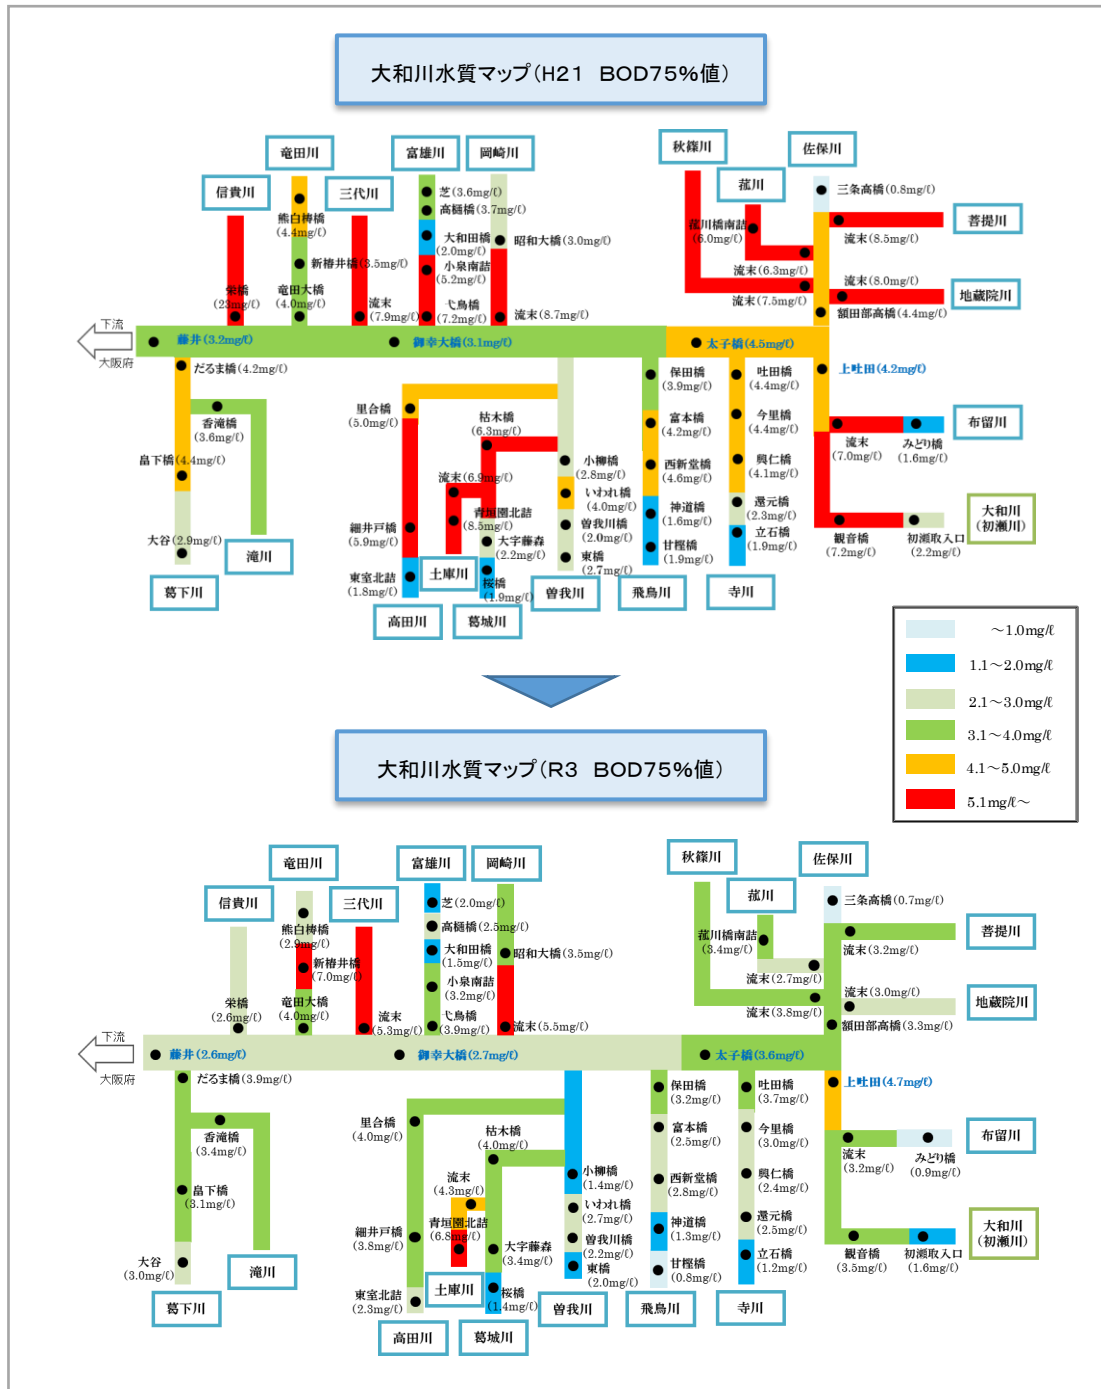 大和川水質マップ(H21 BOD75%値)
秋篠川
佐保川
竜田川
富雄川
岡崎川
菰川
信貴川
三代川
芝(3.6mg/ℓ)
高樋橋(3.7mg/ℓ)
三条高橋(0.8mg/ℓ)
菩提川
熊白梼橋
(4.4mg/ℓ)
大和田橋
(2.0mg/ℓ)
昭和大橋(3.0mg/ℓ)
菰川橋南詰
(6.0mg/ℓ)
流末
(8.5mg/ℓ)
新椿井橋(3.5mg/ℓ)
小泉南詰
(5.2mg/ℓ)
流末(6.3mg/ℓ)
流末
(8.0mg/ℓ)
地蔵院川
栄橋
(23mg/ℓ)
竜田大橋
(4.0mg/ℓ)
流末
(7.9mg/ℓ)
弋鳥橋
(7.2mg/ℓ)
流末(8.7mg/ℓ)
流末
(7.5mg/ℓ)
額田部高橋(4.4mg/ℓ)
下流
大阪府
藤井(3.2mg/ℓ)
御幸大橋(3.1mg/ℓ)
太子橋(4.5mg/ℓ)
だるま橋(4.2mg/ℓ)
上吐田(4.2mg/ℓ)
保田橋
(3.9mg/ℓ)
吐田橋
(4.4mg/ℓ)
香滝橋
(3.6mg/ℓ)
里合橋
(5.0mg/ℓ)
枯木橋
(6.3mg/ℓ)
富本橋
(4.2mg/ℓ)
今里橋
(4.4mg/ℓ)
布留川
流末
(7.0mg/ℓ)
みどり橋
(1.6mg/ℓ)
畠下橋(4.4mg/ℓ)
流末(6.9mg/ℓ)
小柳橋
(2.8mg/ℓ)
西新堂橋
(4.6mg/ℓ)
興仁橋
(4.1mg/ℓ)
いわれ橋
(4.0mg/ℓ)
青垣園北詰
(8.5mg/ℓ)
神道橋
(1.6mg/ℓ)
還元橋
(2.3mg/ℓ)
大和川
(初瀬川)
大谷(2.9mg/ℓ)
細井戸橋
(5.9mg/ℓ)
大字藤森
(2.2mg/ℓ)
曽我川橋
(2.0mg/ℓ)
東橋
(2.7mg/ℓ)
甘樫橋
(1.9mg/ℓ)
立石橋
(1.9mg/ℓ)
観音橋
(7.2mg/ℓ)
初瀬取入口
(2.2mg/ℓ)
滝川
東室北詰
(1.8mg/ℓ)
土庫川
桜橋
(1.9mg/ℓ)
葛下川
高田川
葛城川
曽我川
飛鳥川
寺川
~1.0mg/ℓ
1.1~2.0mg/ℓ
2.1~3.0mg/ℓ
3.1~4.0mg/ℓ
4.1~5.0mg/ℓ
5.1mg/ℓ~
大和川水質マップ(R3 BOD75%値)
竜田川
富雄川
岡崎川
秋篠川
佐保川
信貴川
三代川
菰川
芝(2.0mg/ℓ)
三条高橋(0.7mg/ℓ)
熊白梼橋
(2.9mg/ℓ)
高樋橋(2.5mg/ℓ)
菩提川
大和田橋
(1.5mg/ℓ)
昭和大橋(3.5mg/ℓ)
菰川橋南詰
(3.4mg/ℓ)
流末
(3.2mg/ℓ)
新椿井橋
(7.0mg/ℓ)
小泉南詰
(3.2mg/ℓ)
流末(2.7mg/ℓ)
流末(3.0mg/ℓ)
地蔵院川
栄橋
(2.6mg/ℓ)
竜田大橋
(4.0mg/ℓ)
流末
(5.3mg/ℓ)
弋鳥橋
(3.9mg/ℓ)
流末(5.5mg/ℓ)
流末
(3.8mg/ℓ)
額田部高橋(3.3mg/ℓ)
下流
大阪府
藤井(2.6mg/ℓ)
御幸大橋(2.7mg/ℓ)
太子橋(3.6mg/ℓ)
だるま橋(3.9mg/ℓ)
上吐田(4.7mg/ℓ)
保田橋
(3.2mg/ℓ)
吐田橋
(3.7mg/ℓ)
香滝橋
(3.4mg/ℓ)
里合橋
(4.0mg/ℓ)
枯木橋
(4.0mg/ℓ)
富本橋
(2.5mg/ℓ)
今里橋
(3.0mg/ℓ)
布留川
流末
(3.2mg/ℓ)
みどり橋
(0.9mg/ℓ)
畠下橋
(3.1mg/ℓ)
流末
(4.3mg/ℓ)
小柳橋
(1.4mg/ℓ)
西新堂橋
(2.8mg/ℓ)
興仁橋
(2.4mg/ℓ)
いわれ橋
(2.7mg/ℓ)
青垣園北詰
(6.8mg/ℓ)
神道橋
(1.3mg/ℓ)
還元橋
(2.5mg/ℓ)
大和川
(初瀬川)
大谷
(3.0mg/ℓ)
細井戸橋
(3.8mg/ℓ)
大字藤森
(3.4mg/ℓ)
曽我川橋
(2.2mg/ℓ)
東橋
(2.0mg/ℓ)
甘樫橋
(0.8mg/ℓ)
立石橋
(1.2mg/ℓ)
観音橋
(3.5mg/ℓ)
初瀬取入口
(1.6mg/ℓ)
滝川
東室北詰
(2.3mg/ℓ)
土庫川
桜橋
(1.4mg/ℓ)
葛下川
高田川
葛城川
曽我川
飛鳥川
寺川